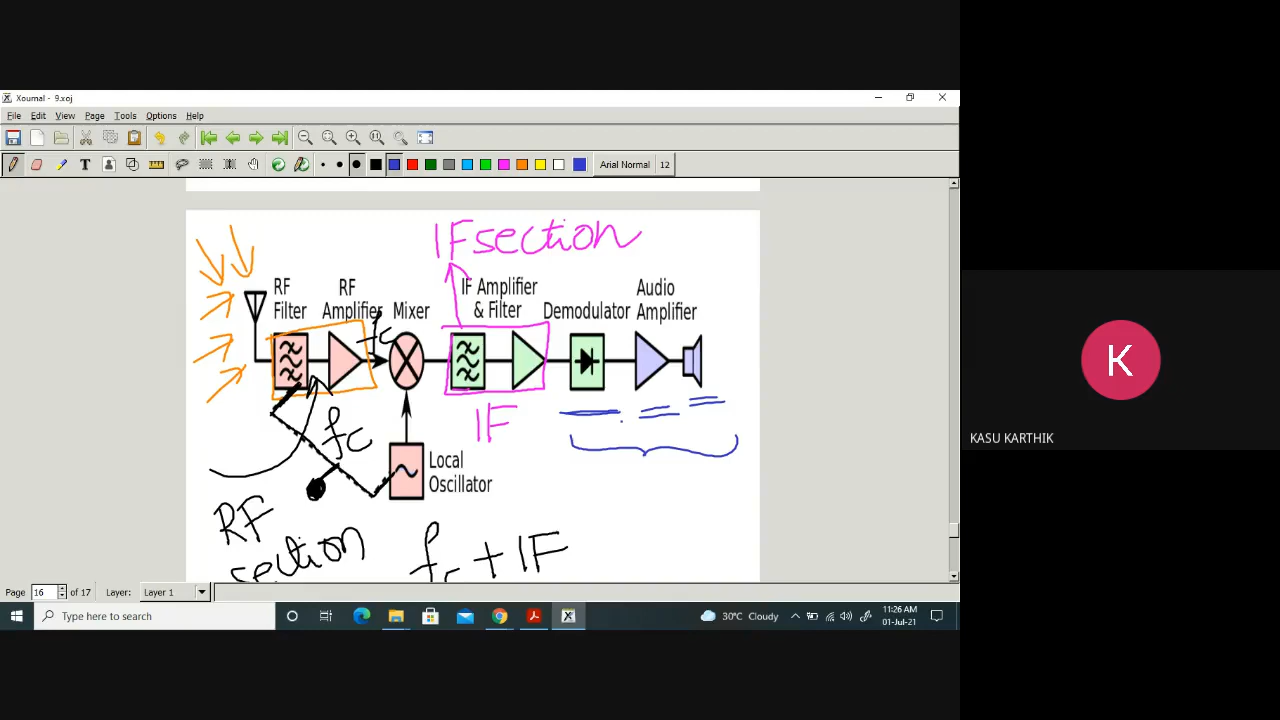 Xournal - 9.xoj
File Edit View Page Tools Options Help
Arial Normal 12
IF section
RF
Filter
RF
Amplifier
Mixer
IF Amplifier
& Filter
Demodulator
Audio
Amplifier
fc
IF
fc
Local
Oscillator
RF
section
fc + IF
K
KASU KARTHIK
Page 16 of 17 Layer: Layer 1
Type here to search
30°C Cloudy
11:26 AM
01-Jul-21